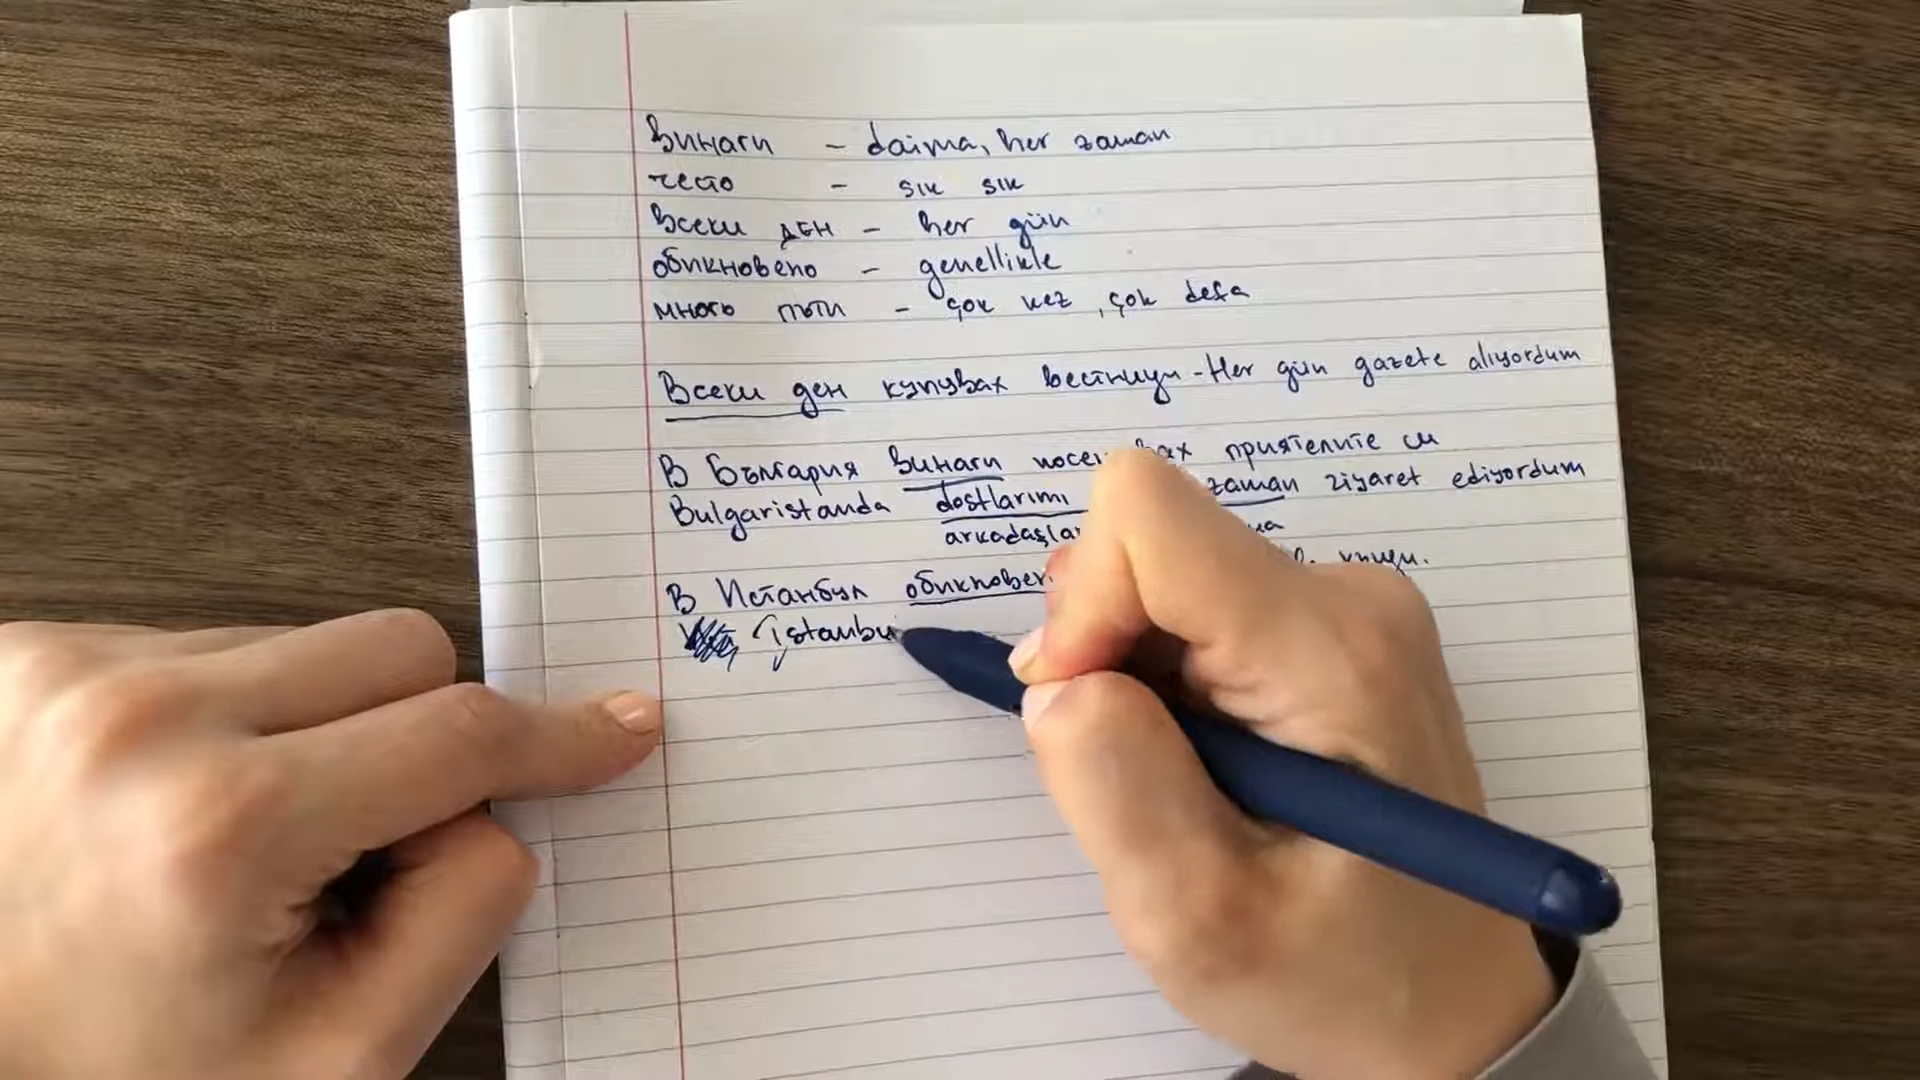 Винаги - daima, her zaman
често - sık sık
Всеки ден - her gün
обикновено - genellikle
много пъти - çok kez, çok defa
Всеки ден купувах вестници - Her gün gazete alıyordum
В България винаги приятелите си
Bulgaristanda dostlarımı zaman ziyaret ediyordum
В Истанбул книги.
İstanbu